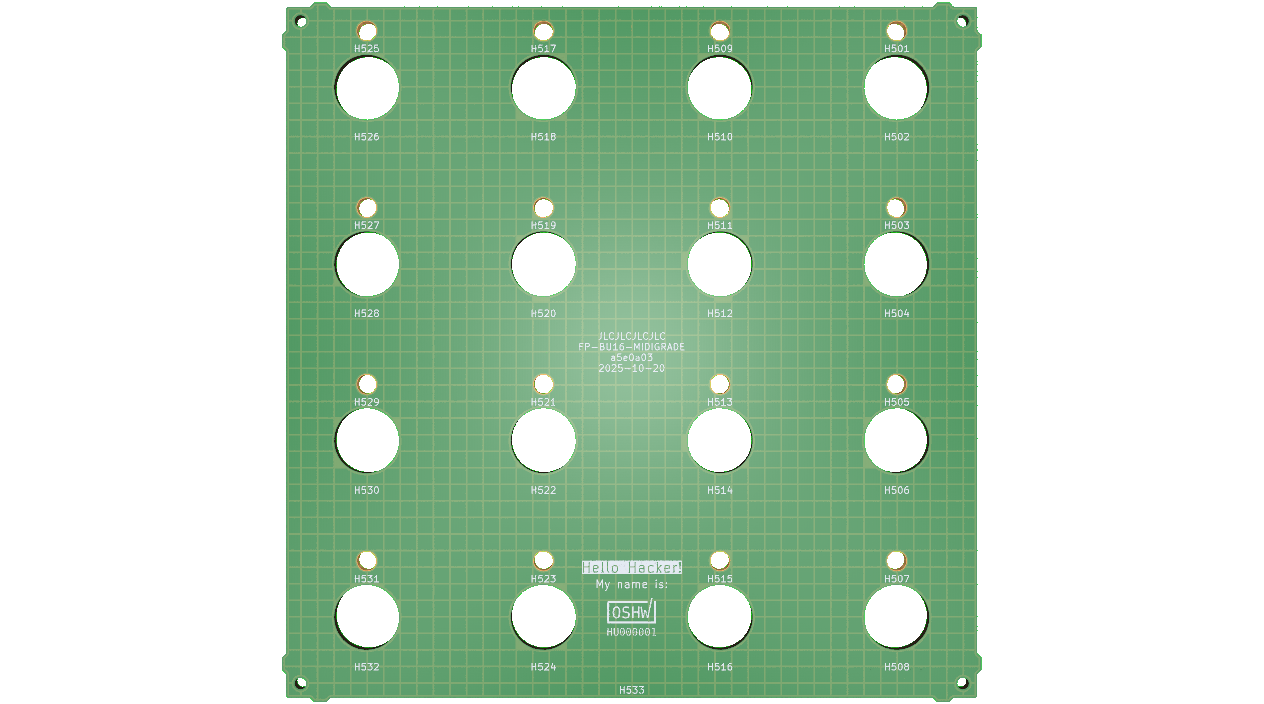 H525 H517 H509 H501
H526 H518 H510 H502
H527 H519 H511 H503
H528 H520 H512 H504
JLCJLCJLCJLC
FP-BU16-MIDIGRADE
a5e0a03
2025-10-20
H529 H521 H513 H505
H530 H522 H514 H506
Hello Hacker!
H531 H523 H515 H507
My name is:
OSHW
HU000001
H532 H524 H516 H508
H533